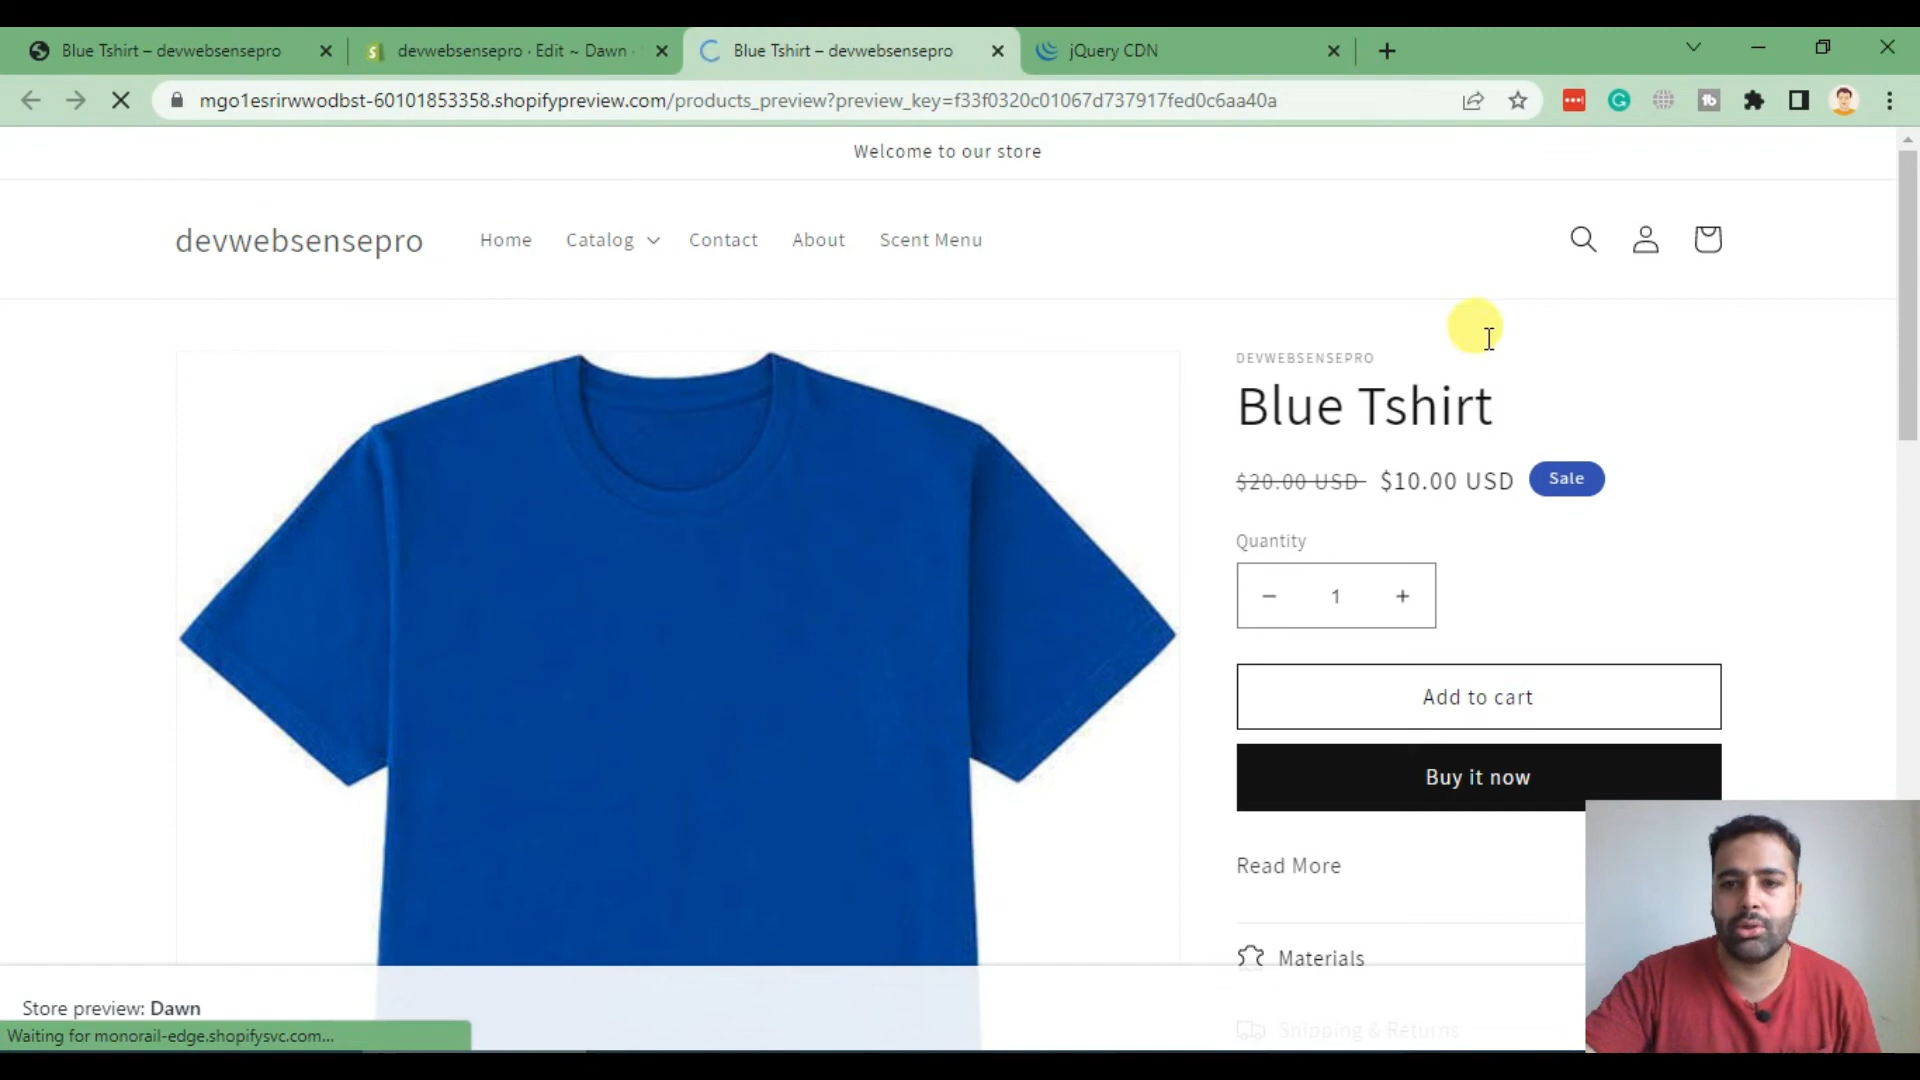 Blue Tshirt – devwebsensepro
devwebsensepro · Edit ~ Dawn ·
Blue Tshirt – devwebsensepro
jQuery CDN
mgo1esrirwwodbst-60101853358.shopifypreview.com/products_preview?preview_key=f33f0320c01067d737917fed0c6aa40a
Welcome to our store
devwebsensepro
Home
Catalog
Contact
About
Scent Menu
DEVWEBSENSEPRO
Blue Tshirt
$20.00 USD $10.00 USD Sale
Quantity
− 1 +
Add to cart
Buy it now
Read More
Materials
Shipping & Returns
Store preview: Dawn
Waiting for monorail-edge.shopifysvc.com...